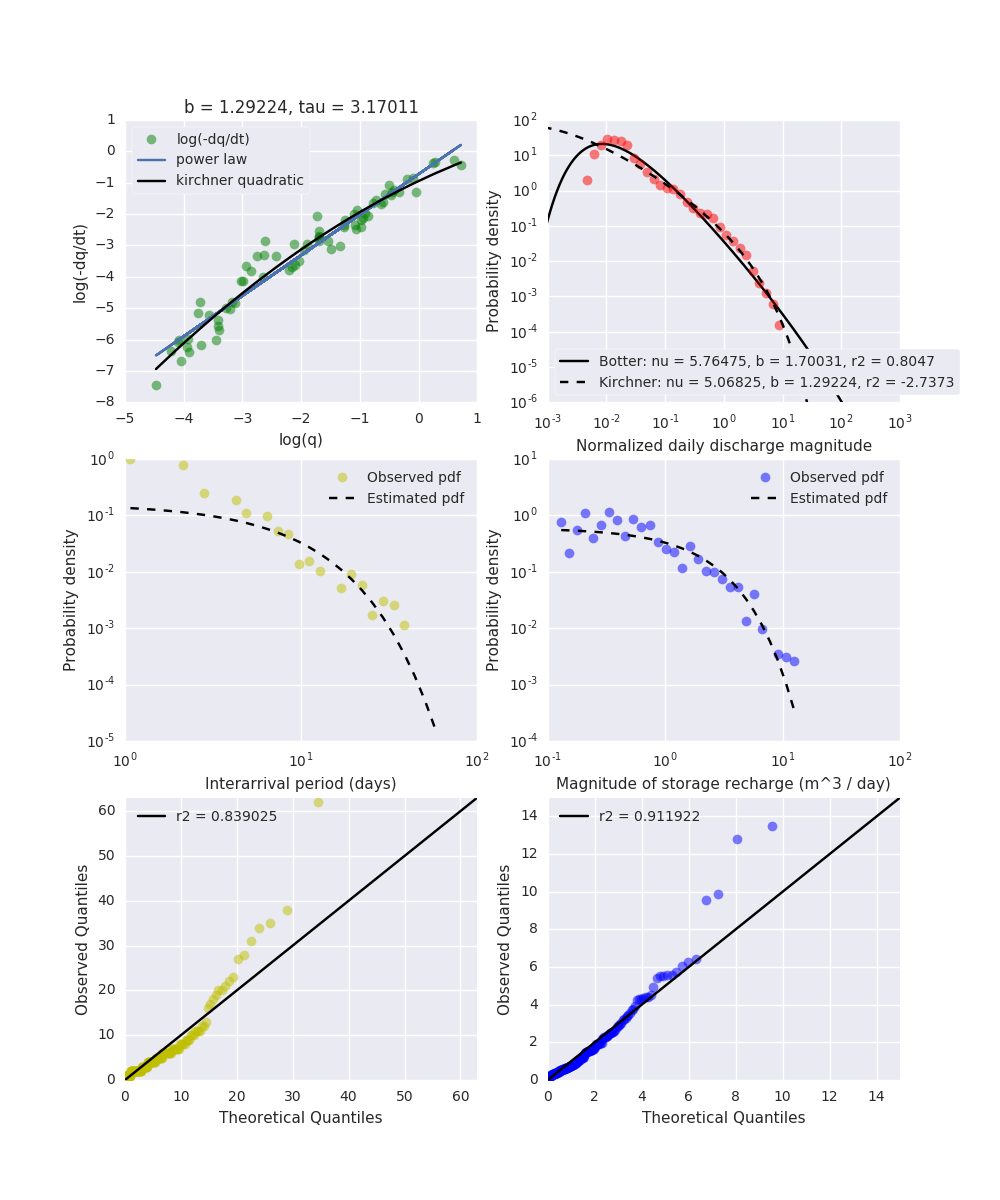 b = 1.29224, tau = 3.17011
log(-dq/dt)
power law
kirchner quadratic
log(-dq/dt)
1
0
−1
−2
−3
−4
−5
−6
−7
−8
−5 −4 −3 −2 −1 0 1
log(q)
Probability density
10^2
10^1
10^0
10^-1
10^-2
10^-3
10^-4
10^-5
10^-6
Botter: nu = 5.76475, b = 1.70031, r2 = 0.8047
Kirchner: nu = 5.06825, b = 1.29224, r2 = -2.7373
10^-3 10^-2 10^-1 10^0 10^1 10^2 10^3
Normalized daily discharge magnitude
Probability density
10^0
10^-1
10^-2
10^-3
10^-4
10^-5
Observed pdf
Estimated pdf
10^0 10^1 10^2
Interarrival period (days)
Probability density
10^1
10^0
10^-1
10^-2
10^-3
10^-4
Observed pdf
Estimated pdf
10^-1 10^0 10^1 10^2
Magnitude of storage recharge (m^3 / day)
Observed Quantiles
60
50
40
30
20
10
0
r2 = 0.839025
0 10 20 30 40 50 60
Theoretical Quantiles
Observed Quantiles
14
12
10
8
6
4
2
0
r2 = 0.911922
0 2 4 6 8 10 12 14
Theoretical Quantiles